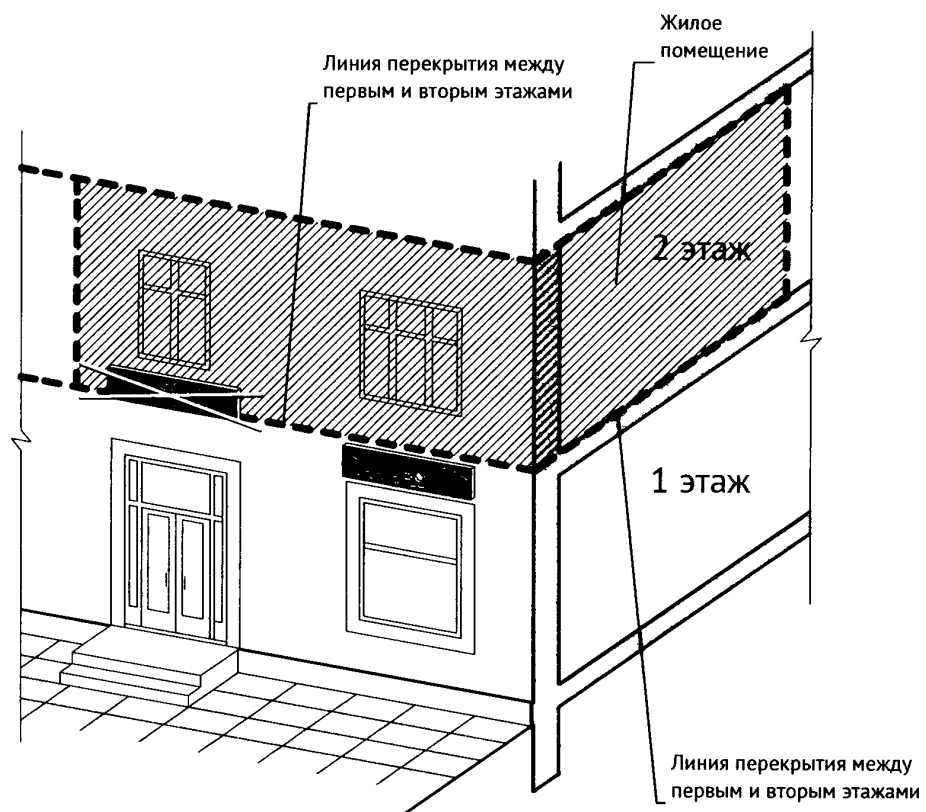 Жилое
помещение
Линия перекрытия между
первым и вторым этажами
2 этаж
1 этаж
Линия перекрытия между
первым и вторым этажами